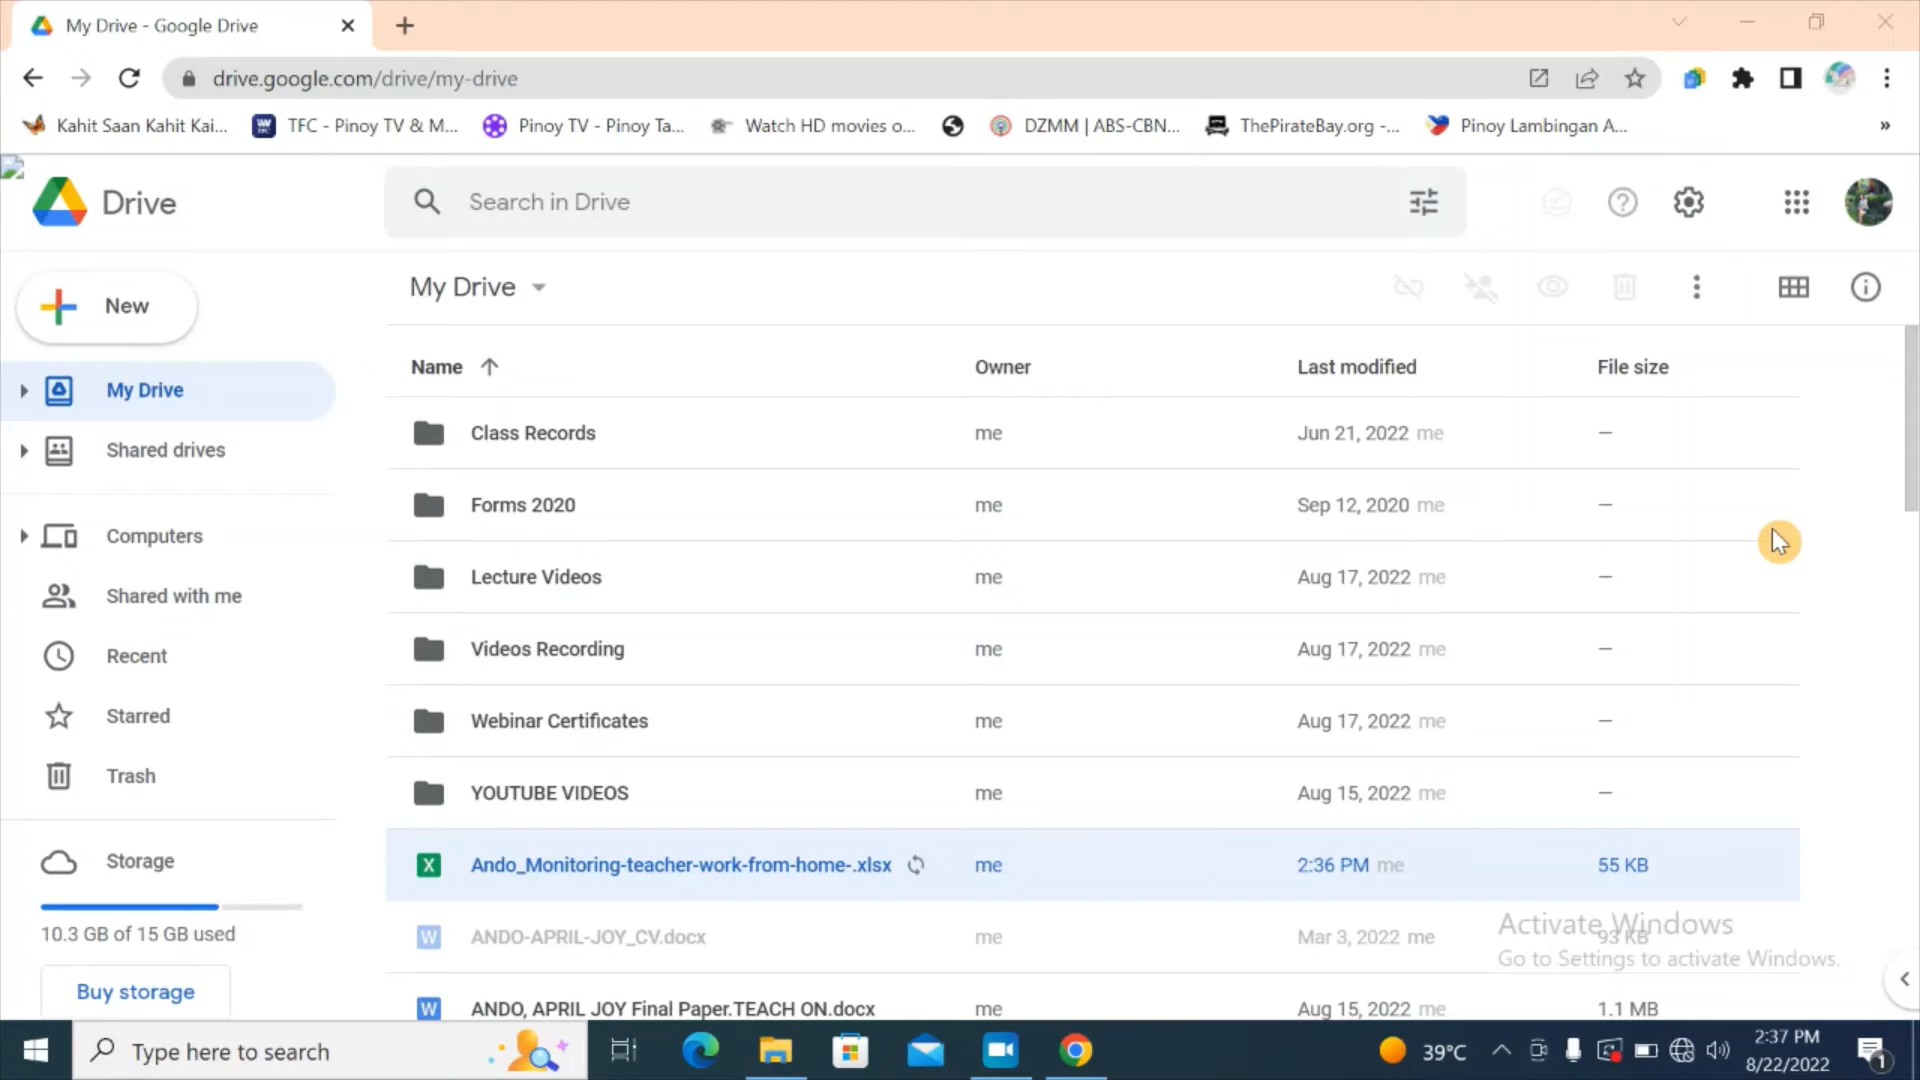 My Drive - Google Drive
drive.google.com/drive/my-drive
Kahit Saan Kahit Kai...
TFC - Pinoy TV & M...
Pinoy TV - Pinoy Ta...
Watch HD movies o...
DZMM | ABS-CBN...
ThePirateBay.org -...
Pinoy Lambingan A...
»
Drive
Search in Drive
New
My Drive
Shared drives
Computers
Shared with me
Recent
Starred
Trash
Storage
10.3 GB of 15 GB used
Buy storage
My Drive
Name Owner Last modified File size
Class Records me Jun 21, 2022 me —
Forms 2020 me Sep 12, 2020 me —
Lecture Videos me Aug 17, 2022 me —
Videos Recording me Aug 17, 2022 me —
Webinar Certificates me Aug 17, 2022 me —
YOUTUBE VIDEOS me Aug 15, 2022 me —
X Ando_Monitoring-teacher-work-from-home-.xlsx me 2:36 PM me 55 KB
W ANDO-APRIL-JOY_CV.docx me Mar 3, 2022 me 93 KB
W ANDO, APRIL JOY Final Paper.TEACH ON.docx me Aug 15, 2022 me 1.1 MB
Activate Windows
Go to Settings to activate Windows.
Type here to search
39°C
2:37 PM
8/22/2022
1